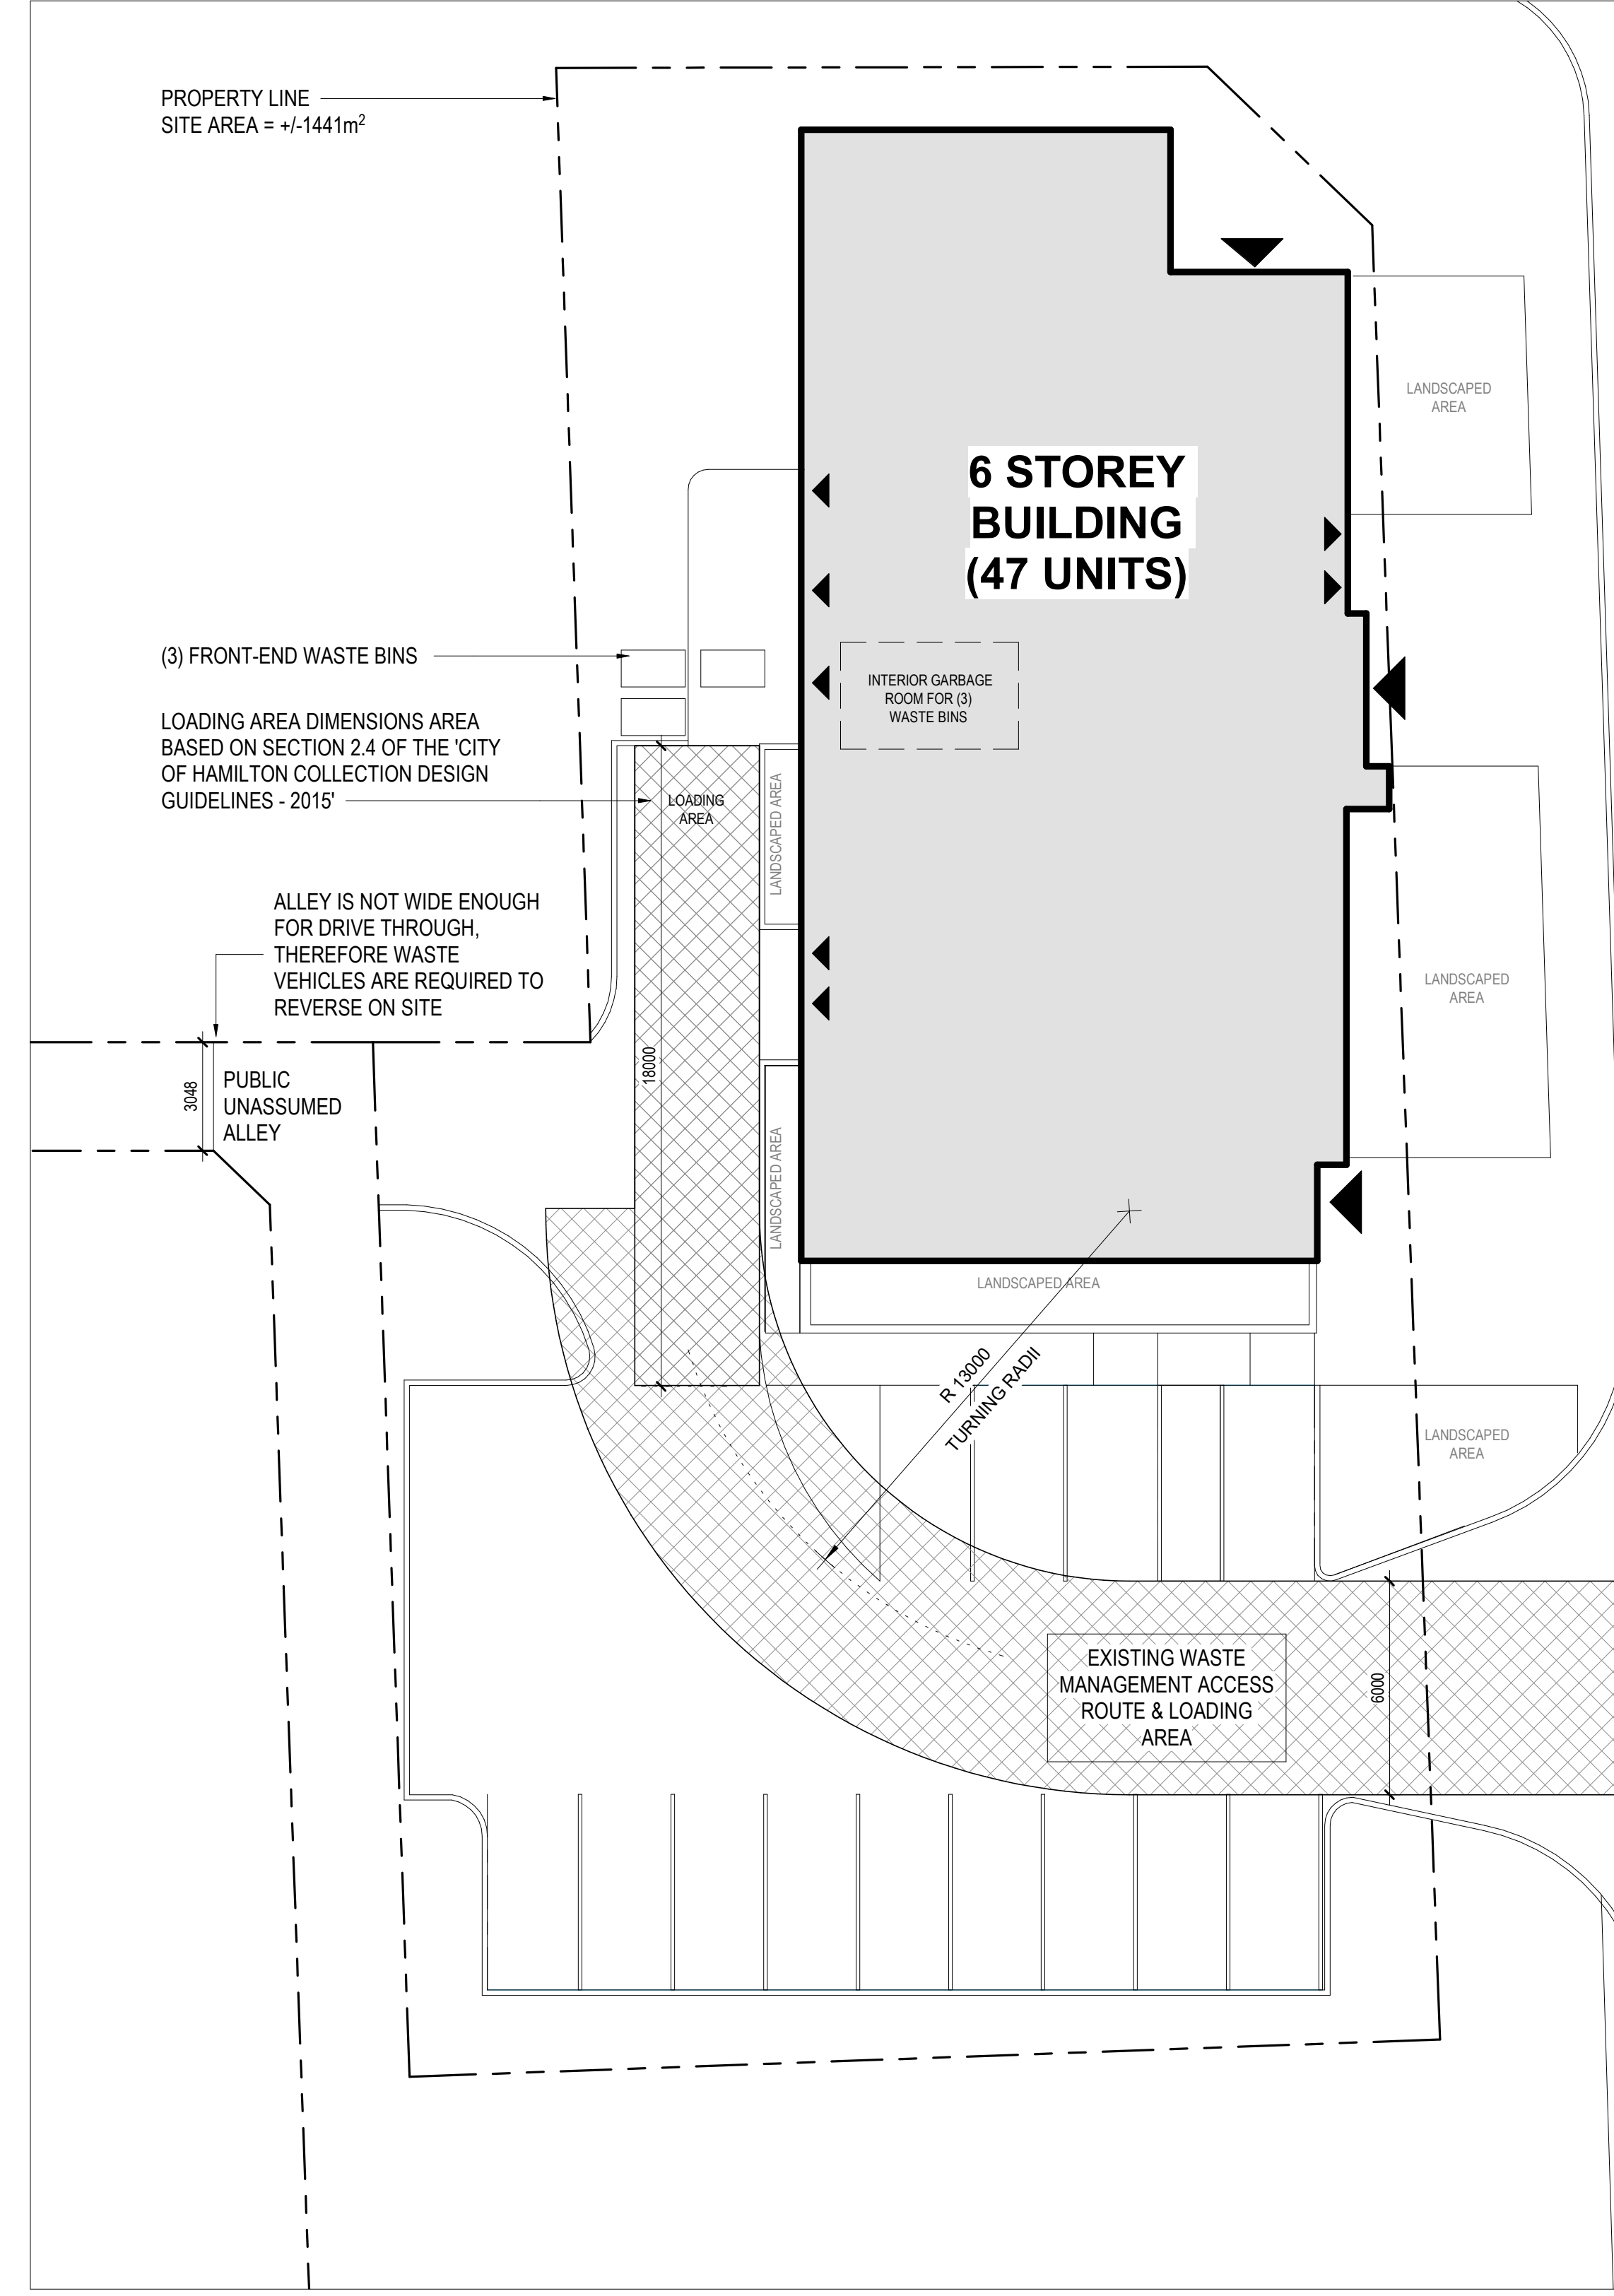 PROPERTY LINE
SITE AREA = +/-1441m²
6 STOREY
BUILDING
(47 UNITS)
LANDSCAPED
AREA
(3) FRONT-END WASTE BINS
INTERIOR GARBAGE
ROOM FOR (3)
WASTE BINS
LOADING AREA DIMENSIONS AREA
BASED ON SECTION 2.4 OF THE 'CITY
OF HAMILTON COLLECTION DESIGN
GUIDELINES - 2015'
LOADING
AREA
LANDSCAPED AREA
ALLEY IS NOT WIDE ENOUGH
FOR DRIVE THROUGH,
THEREFORE WASTE
VEHICLES ARE REQUIRED TO
REVERSE ON SITE
LANDSCAPED
AREA
18000
3048
PUBLIC
UNASSUMED
ALLEY
LANDSCAPED AREA
LANDSCAPED AREA
R 13000
TURNING RADII
LANDSCAPED
AREA
EXISTING WASTE
MANAGEMENT ACCESS
ROUTE & LOADING
AREA
6000